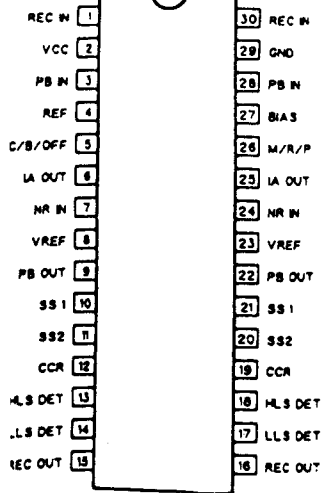 REC IN 1 30 REC IN
VCC 2 29 GND
PB IN 3 28 PB IN
REF 4 27 BIAS
C/B/OFF 5 26 M/R/P
IA OUT 6 25 IA OUT
NR IN 7 24 NR IN
VREF 8 23 VREF
PB OUT 9 22 PB OUT
SS1 10 21 SS1
SS2 11 20 SS2
CCR 12 19 CCR
HLS DET 13 18 HLS DET
LLS DET 14 17 LLS DET
REC OUT 15 16 REC OUT